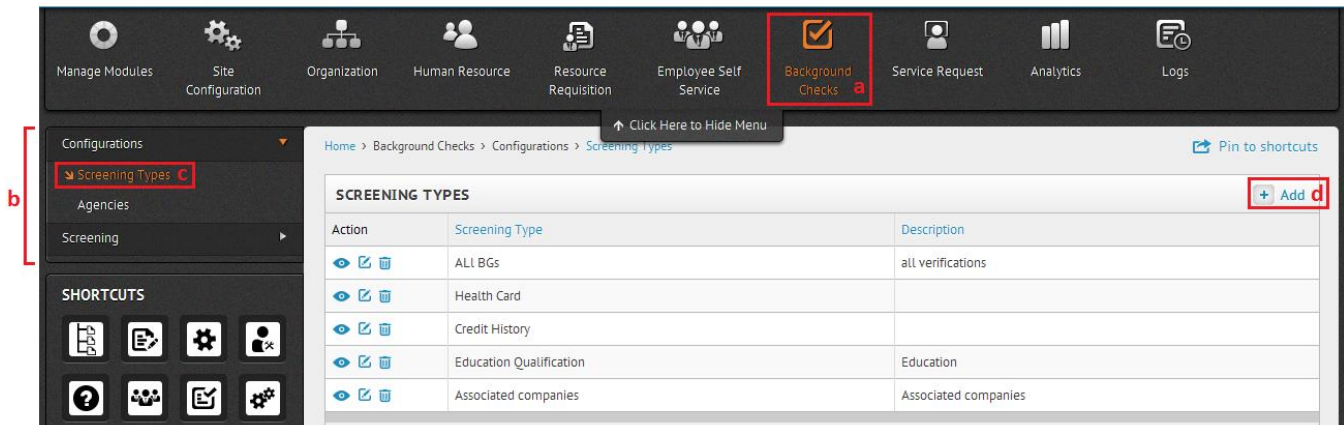 Manage Modules
Site
Configuration
Organization
Human Resource
Resource
Requisition
Employee Self
Service
Background
Checks
a
Service Request
Analytics
Logs
Click Here to Hide Menu
b
Configurations
Screening Types c
Agencies
Screening
SHORTCUTS
Home > Background Checks > Configurations > Screening Types
Pin to shortcuts
SCREENING TYPES
+ Add d
Action Screening Type Description
ALl BGs all verifications
Health Card
Credit History
Education Qualification Education
Associated companies Associated companies